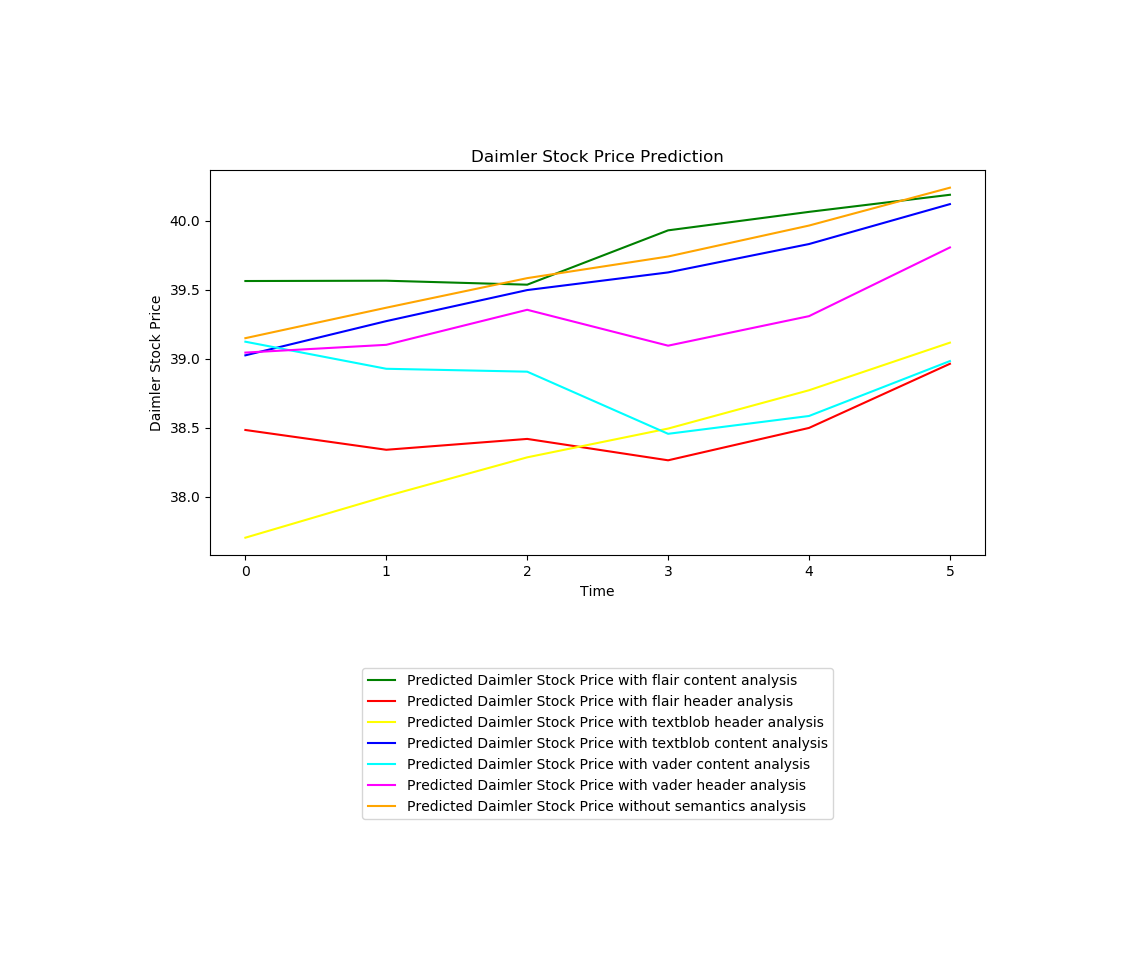 Daimler Stock Price Prediction
Daimler Stock Price
40.0
39.5
39.0
38.5
38.0
0 1 2 3 4 5
Time
Predicted Daimler Stock Price with flair content analysis
Predicted Daimler Stock Price with flair header analysis
Predicted Daimler Stock Price with textblob header analysis
Predicted Daimler Stock Price with textblob content analysis
Predicted Daimler Stock Price with vader content analysis
Predicted Daimler Stock Price with vader header analysis
Predicted Daimler Stock Price without semantics analysis